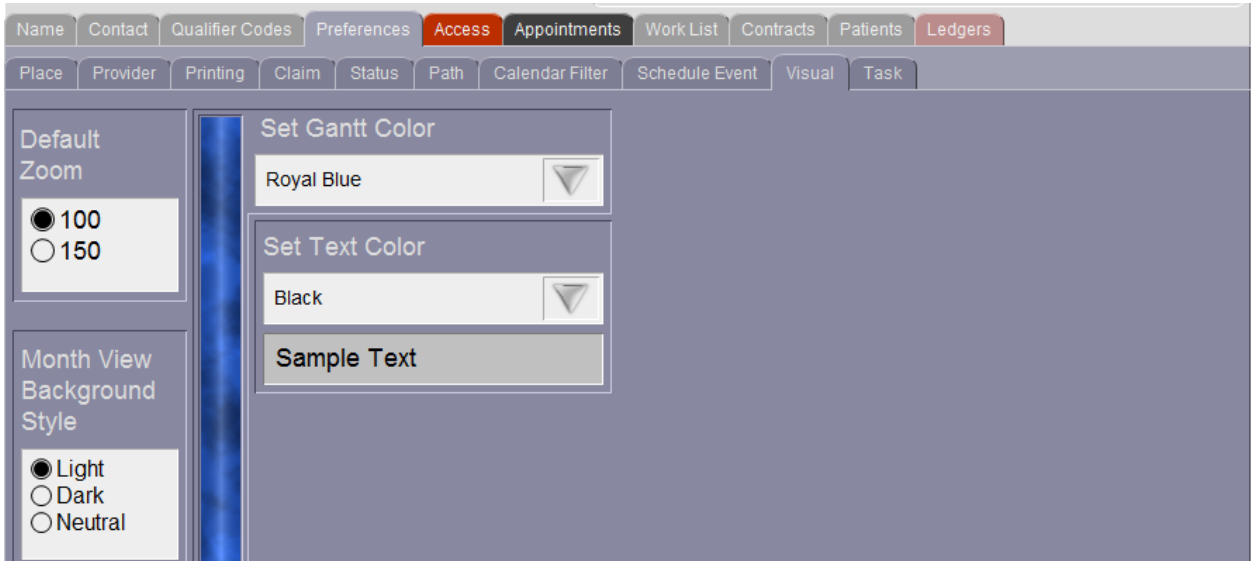 Name Contact Qualifier Codes Preferences Access Appointments Work List Contracts Patients Ledgers
Place Provider Printing Claim Status Path Calendar Filter Schedule Event Visual Task
Default
Zoom
100
150
Month View
Background
Style
Light
Dark
Neutral
Set Gantt Color
Royal Blue
Set Text Color
Black
Sample Text